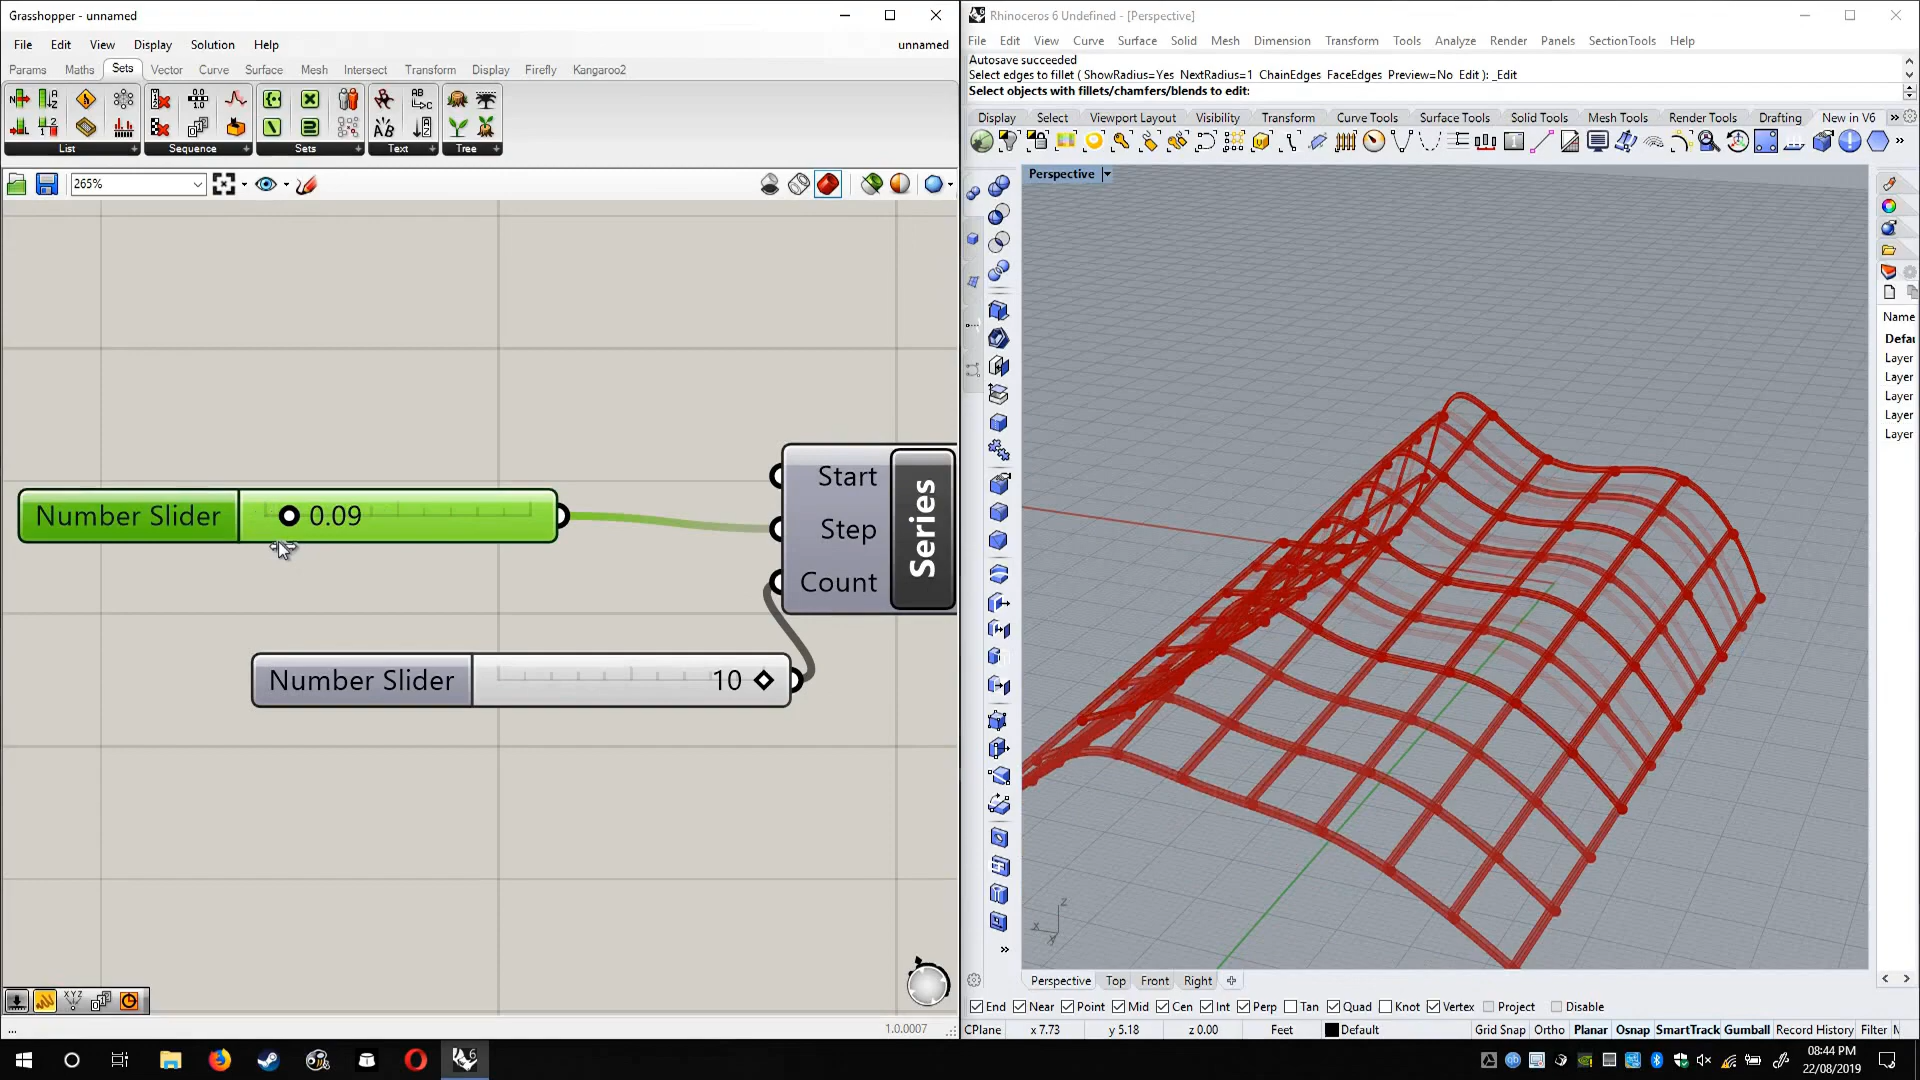 Grasshopper - unnamed
File Edit View Display Solution Help unnamed
Params Maths Sets Vector Curve Surface Mesh Intersect Transform Display Firefly Kangaroo2
List Sequence Sets Text Tree
265%
Number Slider 0.09
Start
Step
Count
Series
Number Slider 10
...
1.0.0007
Rhinoceros 6 Undefined - [Perspective]
File Edit View Curve Surface Solid Mesh Dimension Transform Tools Analyze Render Panels SectionTools Help
Autosave succeeded
Select edges to fillet ( ShowRadius=Yes NextRadius=1 ChainEdges FaceEdges Preview=No Edit ): _Edit
Select objects with fillets/chamfers/blends to edit:
Display Select Viewport Layout Visibility Transform Curve Tools Surface Tools Solid Tools Mesh Tools Render Tools Drafting New in V6
Perspective
Name
Defau
Layer
Layer
Layer
Layer
Layer
z
x
y
Perspective Top Front Right
End Near Point Mid Cen Int Perp Tan Quad Knot Vertex Project Disable
CPlane x 7.73 y 5.18 z 0.00 Feet Default Grid Snap Ortho Planar Osnap SmartTrack Gumball Record History Filter
08:44 PM
22/08/2019